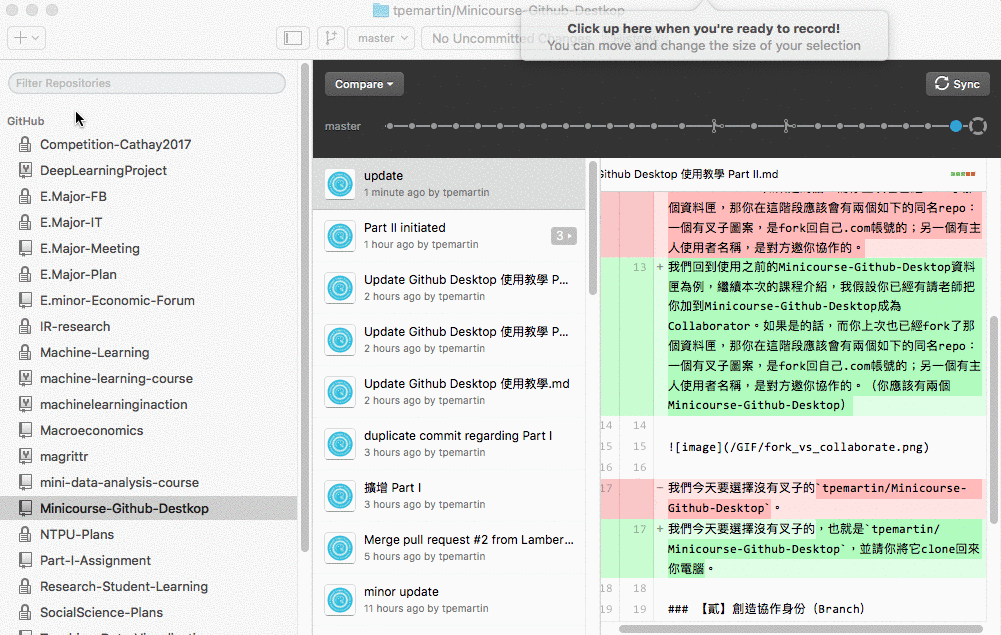 tpemartin/Minicourse-Github-Destkop
master
No Uncommitted Changes
Click up here when you're ready to record!
You can move and change the size of your selection
Filter Repositories
GitHub
Competition-Cathay2017
DeepLearningProject
E.Major-FB
E.Major-IT
E.Major-Meeting
E.Major-Plan
E.minor-Economic-Forum
IR-research
Machine-Learning
machine-learning-course
machinelearninginaction
Macroeconomics
magrittr
mini-data-analysis-course
Minicourse-Github-Destkop
NTPU-Plans
Part-I-Assignment
Research-Student-Learning
SocialScience-Plans
Compare
Sync
master
update
1 minute ago by tpemartin
Part II initiated
1 hour ago by tpemartin
3
Update Github Desktop 使用教學 P...
2 hours ago by tpemartin
Update Github Desktop 使用教學 P...
2 hours ago by tpemartin
Update Github Desktop 使用教學.md
2 hours ago by tpemartin
duplicate commit regarding Part I
3 hours ago by tpemartin
擴增 Part I
3 hours ago by tpemartin
Merge pull request #2 from Lamber...
5 hours ago by tpemartin
minor update
11 hours ago by tpemartin
Github Desktop 使用教學 Part II.md
個資料匣，那你在這階段應該會有兩個如下的同名repo：
一個有叉子圖案，是fork回自己.com帳號的；另一個有主
人使用者名稱，是對方邀你協作的。
13 + 我們回到使用之前的Minicourse-Github-Desktop資料
匣為例，繼續本次的課程介紹，我假設你已經有請老師把
你加到Minicourse-Github-Desktop成為
Collaborator。如果是的話，而你上次也已經fork了那
個資料匣，那你在這階段應該會有兩個如下的同名repo：
一個有叉子圖案，是fork回自己.com帳號的；另一個有主
人使用者名稱，是對方邀你協作的。（你應該有兩個
Minicourse-Github-Desktop）
14 14
15 15 ![image](/GIF/fork_vs_collaborate.png)
16 16
17 - 我們今天要選擇沒有叉子的`tpemartin/Minicourse-
Github-Desktop`。
17 + 我們今天要選擇沒有叉子的，也就是`tpemartin/
Minicourse-Github-Desktop`，並請你將它clone回來
你電腦。
18 18
19 19 ### 【貳】創造協作身份（Branch）